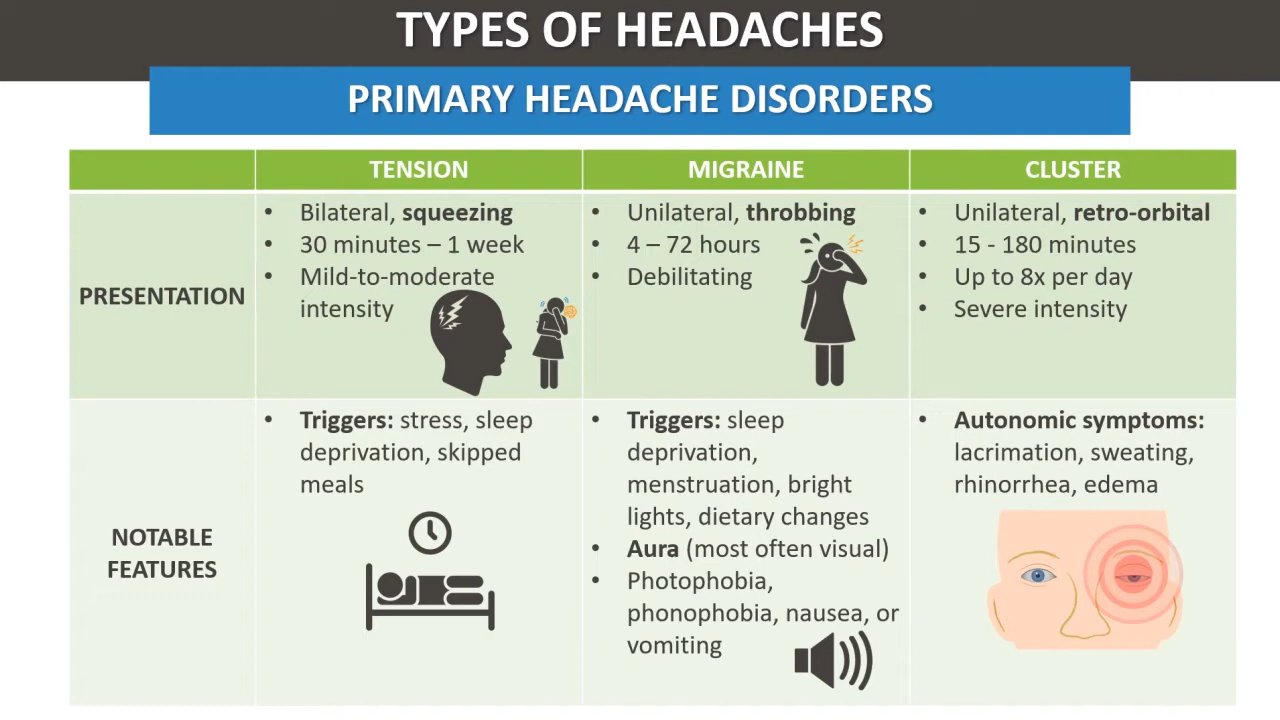 TYPES OF HEADACHES
PRIMARY HEADACHE DISORDERS
TENSION
MIGRAINE
CLUSTER
PRESENTATION
• Bilateral, squeezing
• 30 minutes – 1 week
• Mild-to-moderate
intensity
• Unilateral, throbbing
• 4 – 72 hours
• Debilitating
• Unilateral, retro-orbital
• 15 - 180 minutes
• Up to 8x per day
• Severe intensity
NOTABLE
FEATURES
• Triggers: stress, sleep
deprivation, skipped
meals
• Triggers: sleep
deprivation,
menstruation, bright
lights, dietary changes
• Aura (most often visual)
• Photophobia,
phonophobia, nausea, or
vomiting
• Autonomic symptoms:
lacrimation, sweating,
rhinorrhea, edema